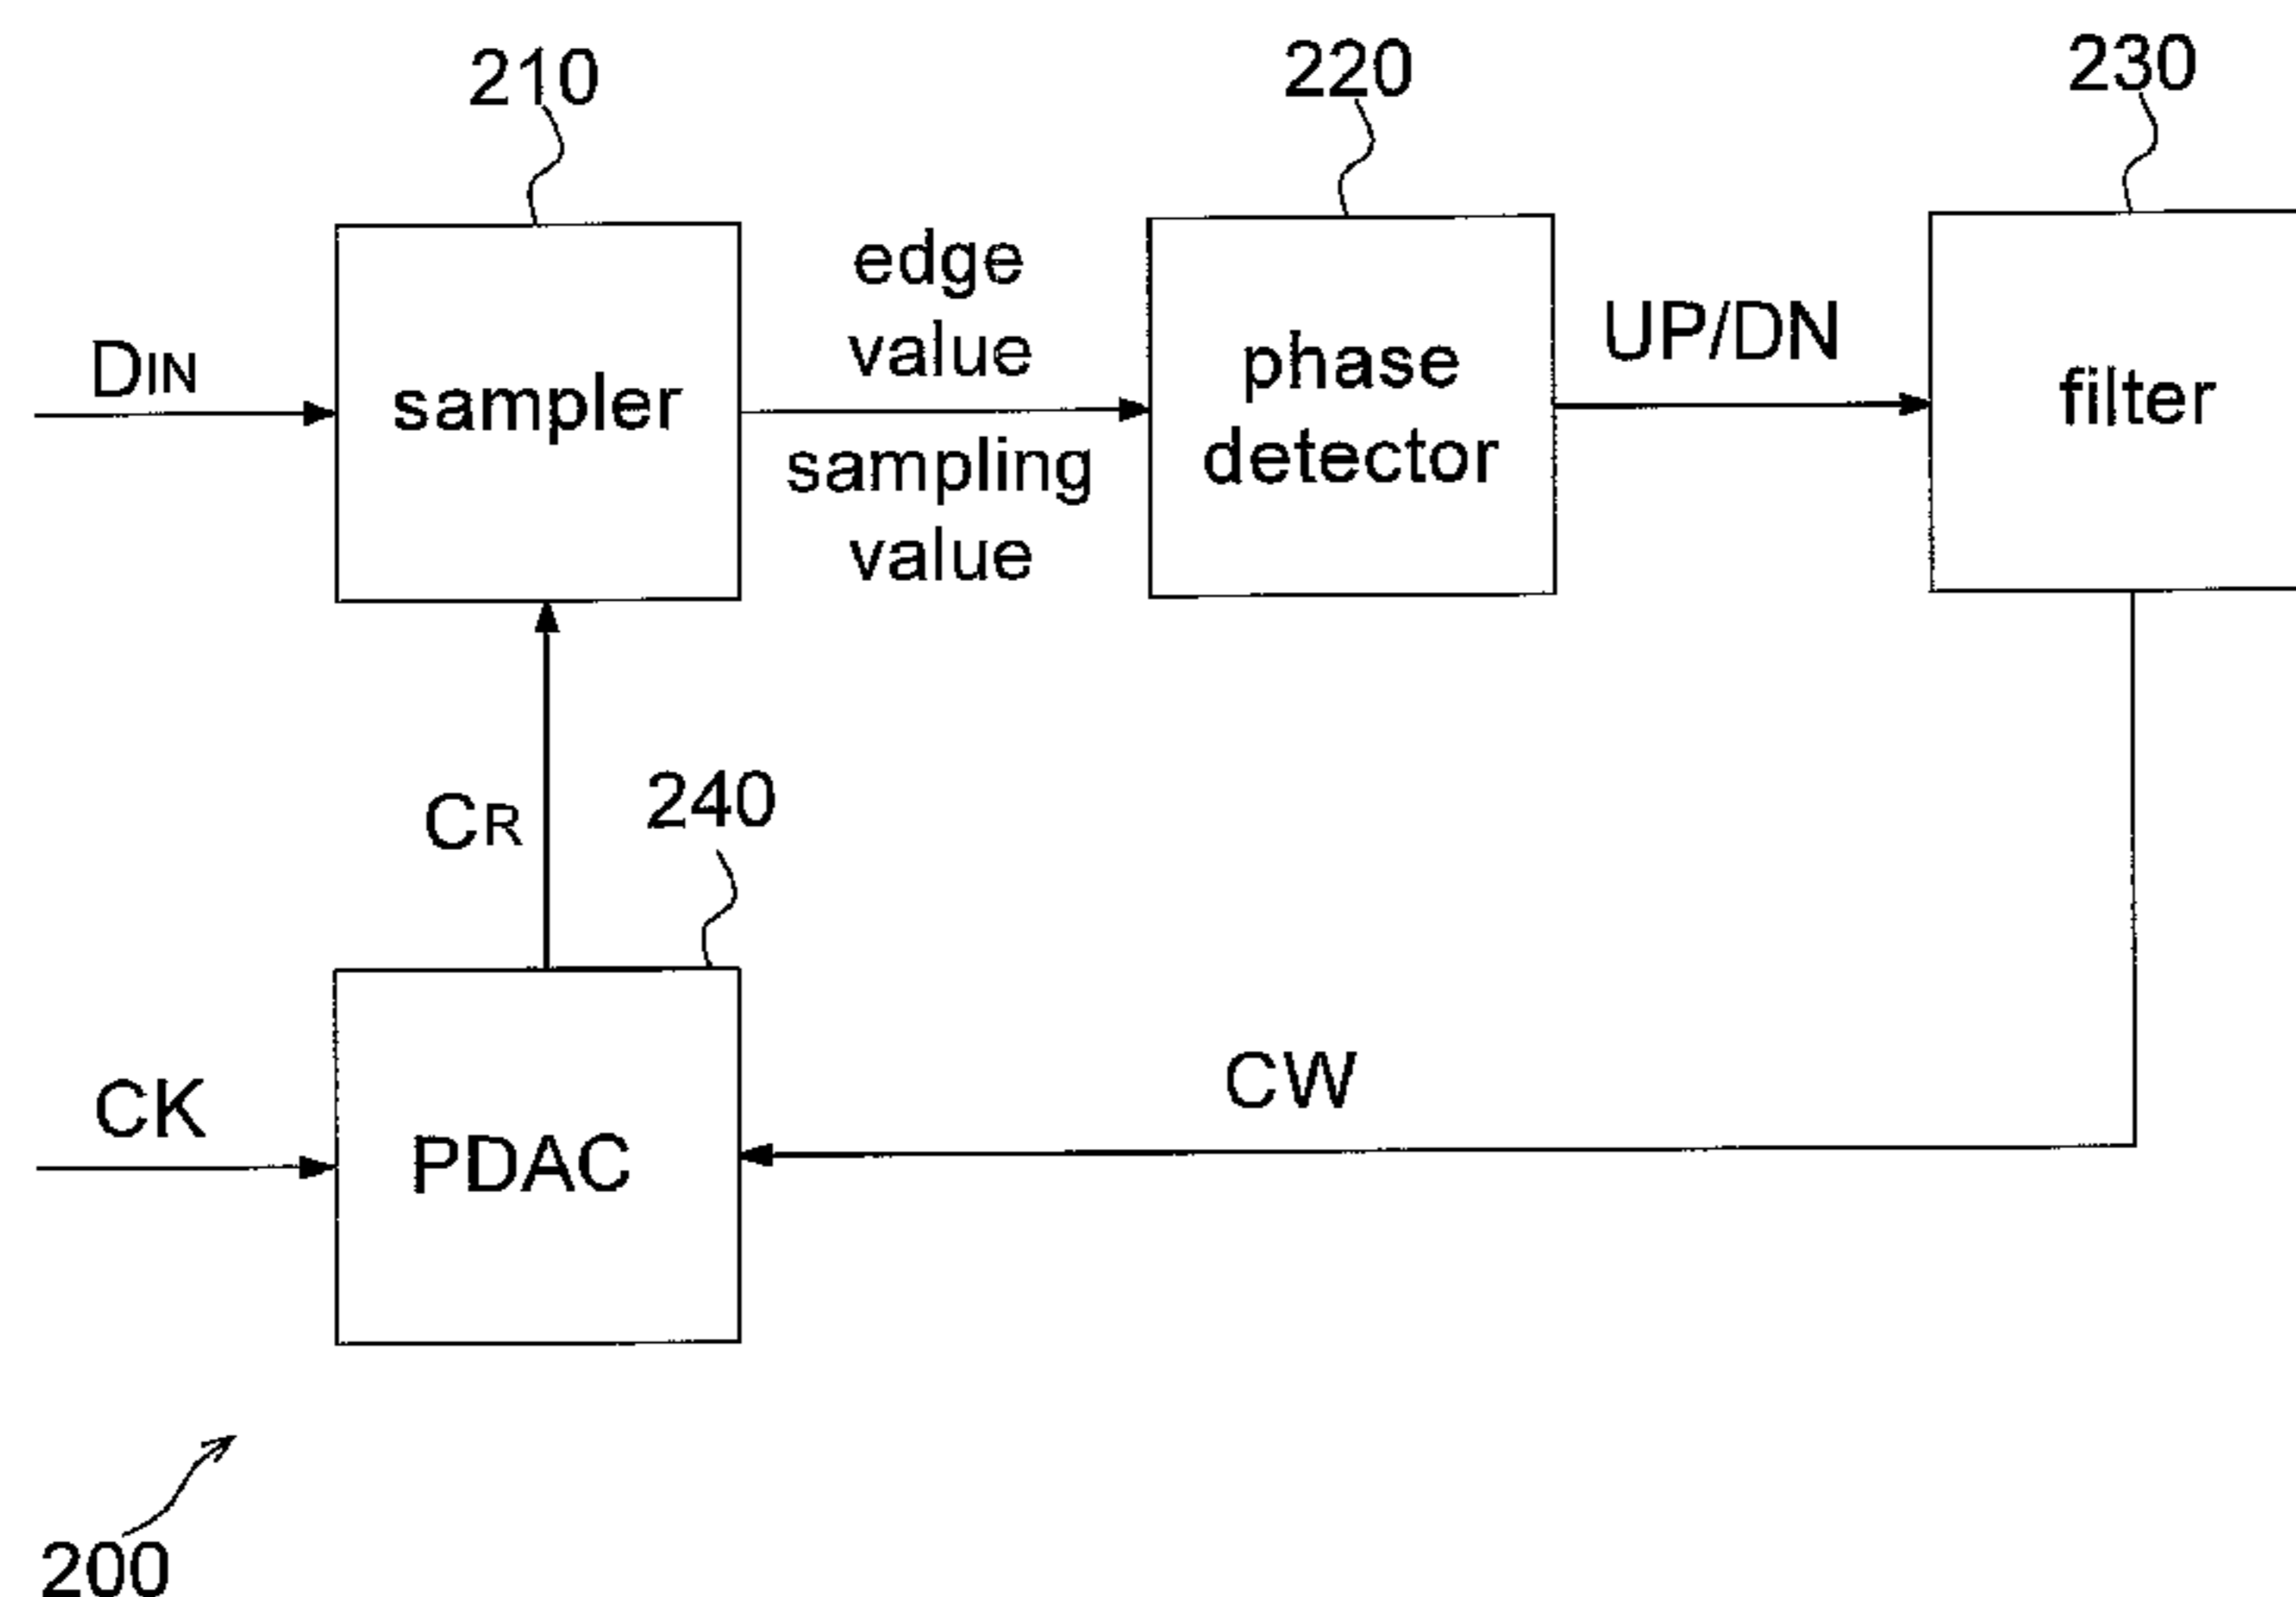 210
220
230
DIN
sampler
edge
value
sampling
value
phase
detector
UP/DN
filter
CR
240
CK
PDAC
CW
200